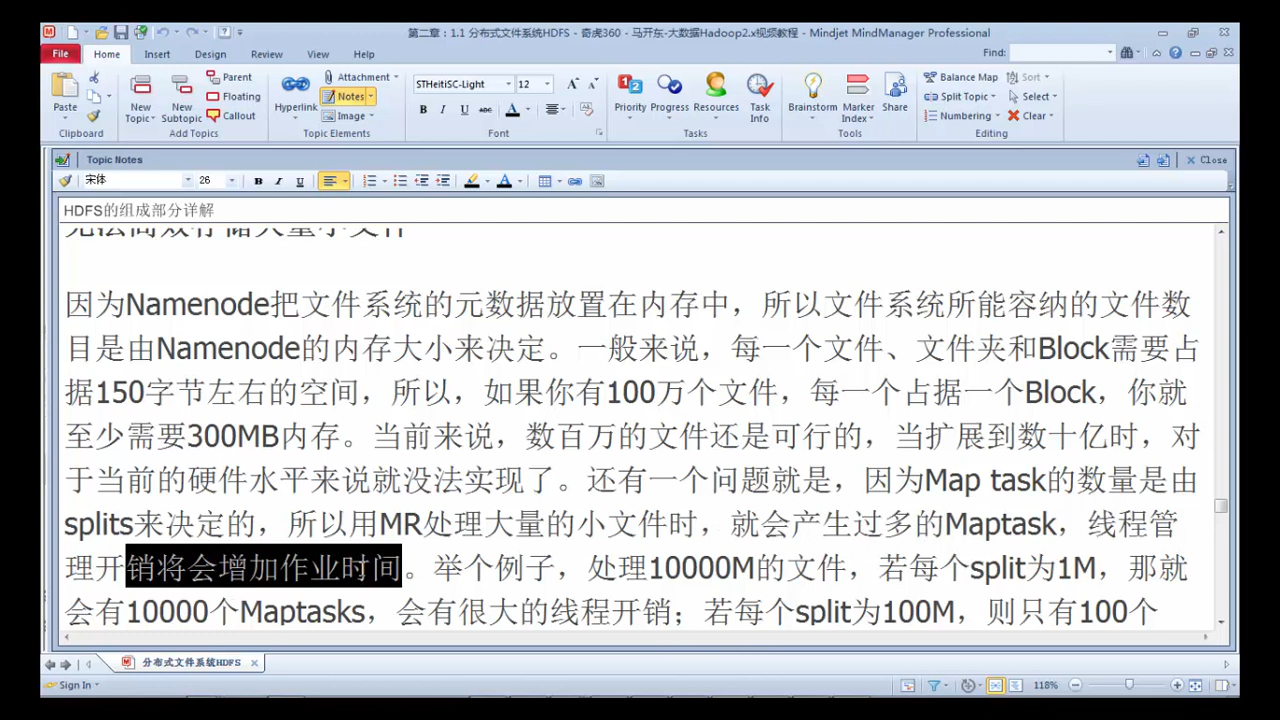 第二章：1.1 分布式文件系统HDFS - 奇虎360 - 马开东-大数据Hadoop2.x视频教程 - Mindjet MindManager Professional
File Home Insert Design Review View Help Find:
Paste New Topic New Subtopic Parent Floating Callout Hyperlink Attachment Notes Image STHeitiSC-Light 12 B I U abc A Priority Progress Resources Task Info Brainstorm Marker Index Share Balance Map Split Topic Numbering Sort Select Clear
Clipboard Add Topics Topic Elements Font Tasks Tools Editing
Topic Notes Close
宋体 26 B I U A
HDFS的组成部分详解
无法高效存储大量小文件
因为Namenode把文件系统的元数据放置在内存中，所以文件系统所能容纳的文件数
目是由Namenode的内存大小来决定。一般来说，每一个文件、文件夹和Block需要占
据150字节左右的空间，所以，如果你有100万个文件，每一个占据一个Block，你就
至少需要300MB内存。当前来说，数百万的文件还是可行的，当扩展到数十亿时，对
于当前的硬件水平来说就没法实现了。还有一个问题就是，因为Map task的数量是由
splits来决定的，所以用MR处理大量的小文件时，就会产生过多的Maptask，线程管
理开销将会增加作业时间。举个例子，处理10000M的文件，若每个split为1M，那就
会有10000个Maptasks，会有很大的线程开销；若每个split为100M，则只有100个
分布式文件系统HDFS
Sign In 118%